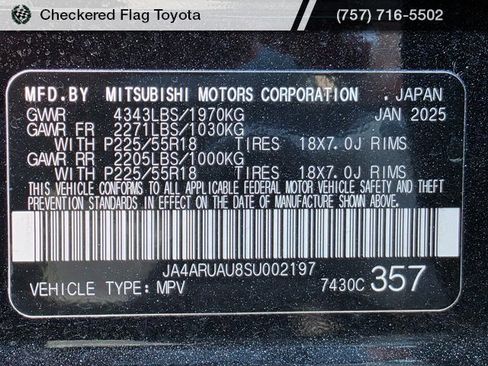 Checkered Flag Toyota (757) 716-5502
MFD.BY MITSUBISHI MOTORS CORPORATION . JAPAN
GVWR 4343LBS/1970KG JAN 2025
GAWR FR 2271LBS/1030KG
WITH P225/55R18 TIRES 18X7.0J RIMS
GAWR RR 2205LBS/1000KG
WITH P225/55R18 TIRES 18X7.0J RIMS
THIS VEHICLE CONFORMS TO ALL APPLICABLE FEDERAL MOTOR VEHICLE SAFETY AND THEFT
PREVENTION STANDARDS IN EFFECT ON THE DATE OF MANUFACTURE SHOWN ABOVE.
JA4ARUAU8SU002197
VEHICLE TYPE: MPV 7430C 357